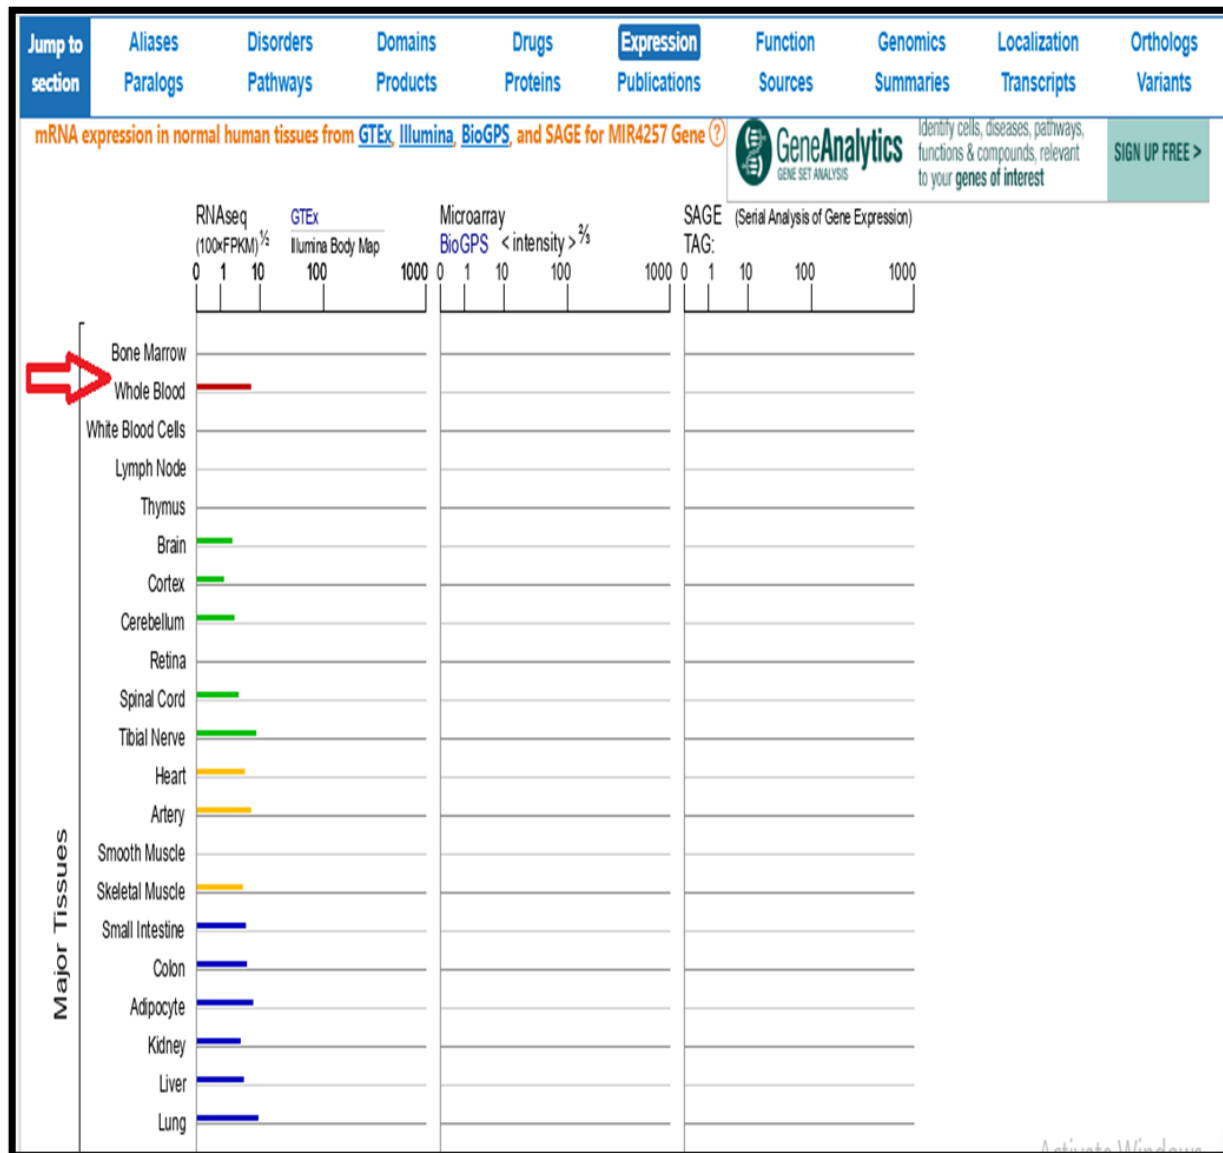 Jump to section
Aliases Disorders Domains Drugs Expression Function Genomics Localization Orthologs
Paralogs Pathways Products Proteins Publications Sources Summaries Transcripts Variants
mRNA expression in normal human tissues from GTEx, Illumina, BioGPS, and SAGE for MIR4257 Gene ?
GeneAnalytics
GENE SET ANALYSIS
Identify cells, diseases, pathways,
functions & compounds, relevant
to your genes of interest
SIGN UP FREE >
RNAseq GTEx
(100×FPKM)½ Illumina Body Map
0 1 10 100 1000
Microarray
BioGPS <intensity>⅔
0 1 10 100 1000
SAGE (Serial Analysis of Gene Expression)
TAG:
0 1 10 100 1000
Major Tissues
Bone Marrow
Whole Blood
White Blood Cells
Lymph Node
Thymus
Brain
Cortex
Cerebellum
Retina
Spinal Cord
Tibial Nerve
Heart
Artery
Smooth Muscle
Skeletal Muscle
Small Intestine
Colon
Adipocyte
Kidney
Liver
Lung
Activate Windows